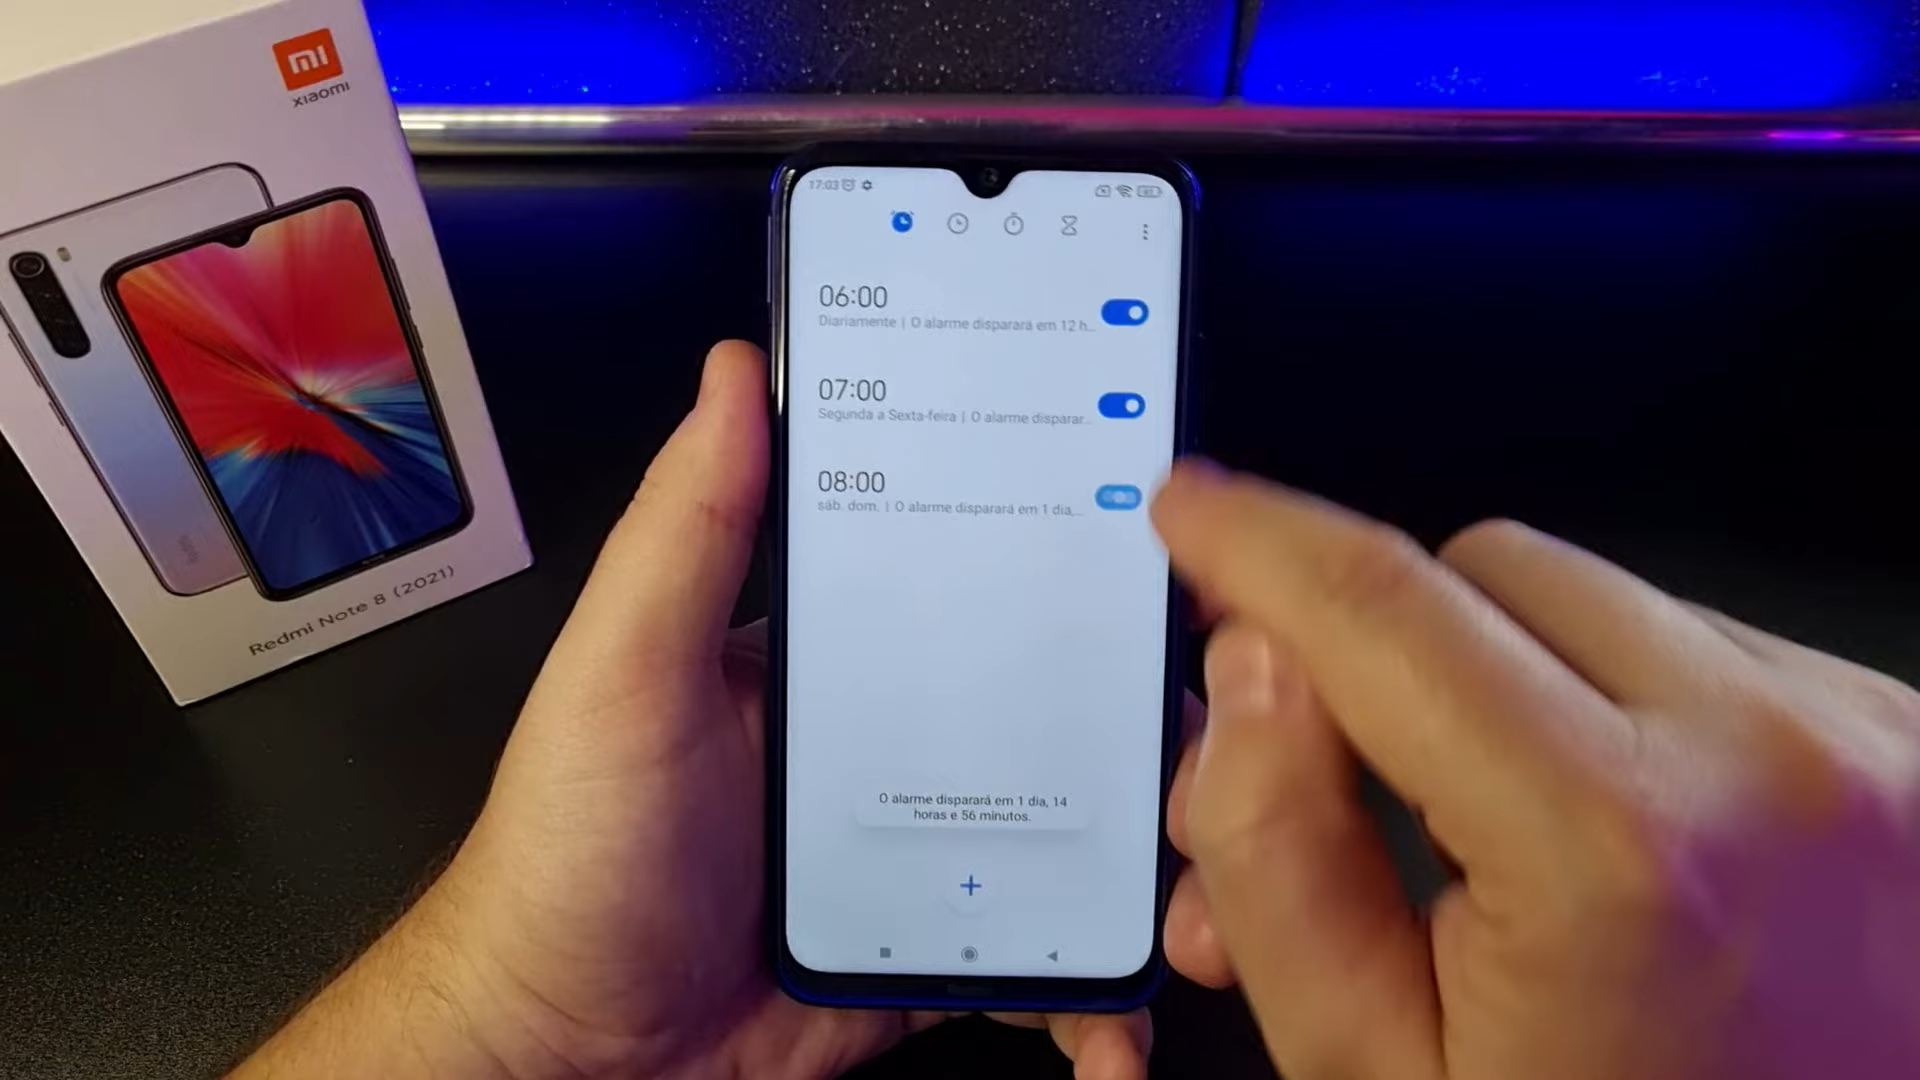 mi
xiaomi
Redmi Note 8 (2021)
17:03
06:00
Diariamente | O alarme disparará em 12 h...
07:00
Segunda a Sexta-feira | O alarme disparar...
08:00
sáb. dom. | O alarme disparará em 1 dia,...
O alarme disparará em 1 dia, 14
horas e 56 minutos.
+